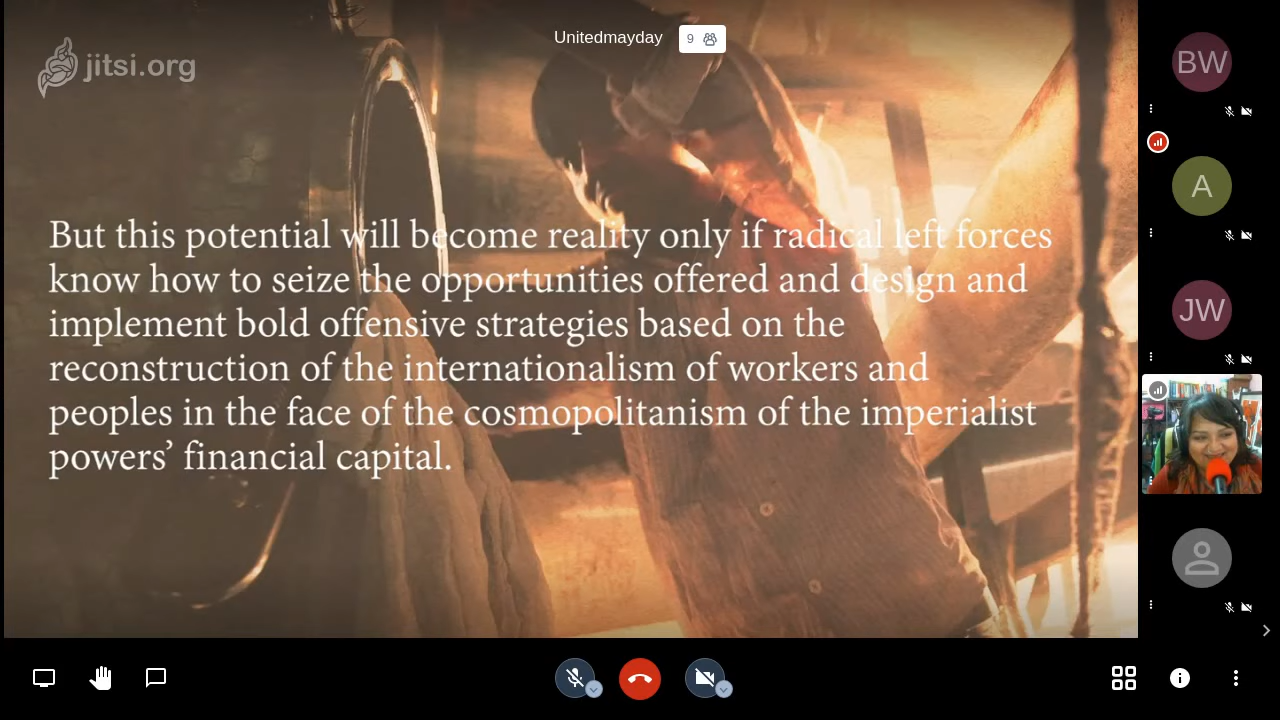 jitsi.org
Unitedmayday
9
BW
A
JW
But this potential will become reality only if radical left forces
know how to seize the opportunities offered and design and
implement bold offensive strategies based on the
reconstruction of the internationalism of workers and
peoples in the face of the cosmopolitanism of the imperialist
powers’ financial capital.